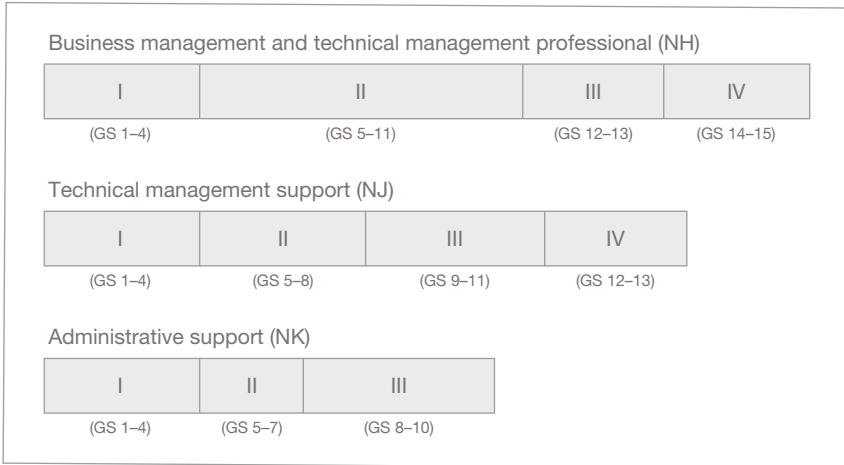 Business management and technical management professional (NH)
I II III IV
(GS 1–4) (GS 5–11) (GS 12–13) (GS 14–15)
Technical management support (NJ)
I II III IV
(GS 1–4) (GS 5–8) (GS 9–11) (GS 12–13)
Administrative support (NK)
I II III
(GS 1–4) (GS 5–7) (GS 8–10)